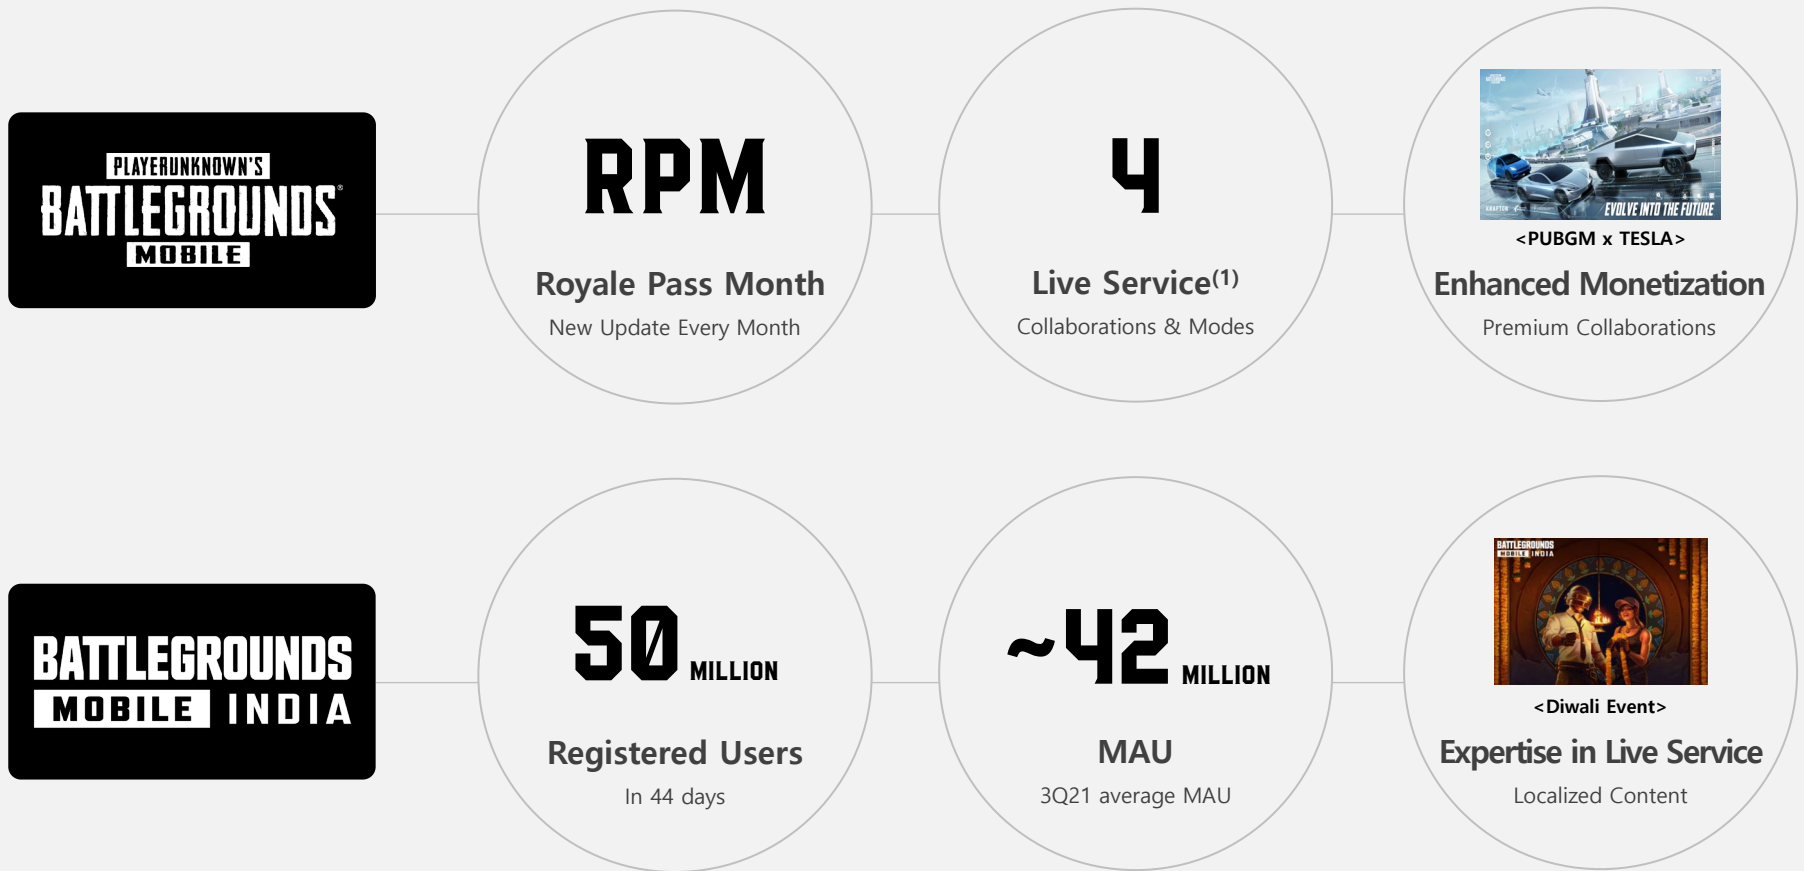 PLAYERUNKNOWN'S
BATTLEGROUNDS®
MOBILE
RPM
Royale Pass Month
New Update Every Month
4
Live Service(1)
Collaborations & Modes
EVOLVE INTO THE FUTURE
<PUBGM x TESLA>
Enhanced Monetization
Premium Collaborations
BATTLEGROUNDS
MOBILE INDIA
50 MILLION
Registered Users
In 44 days
~42 MILLION
MAU
3Q21 average MAU
BATTLEGROUNDS
MOBILE INDIA
<Diwali Event>
Expertise in Live Service
Localized Content